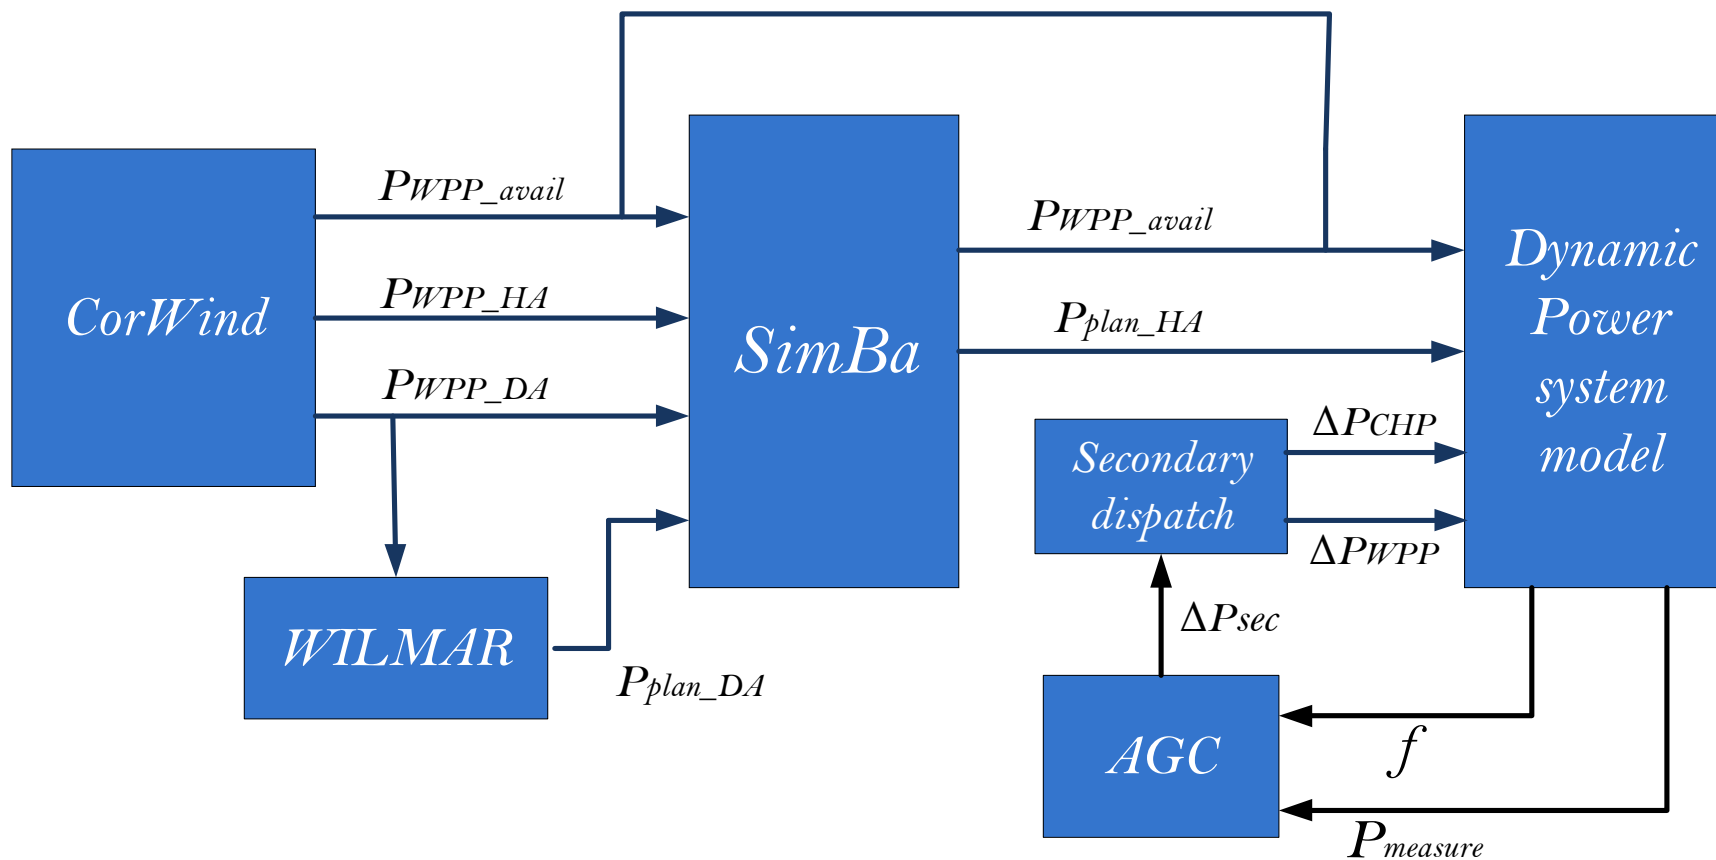 PWPP_avail
PWPP_HA
CorWind
PWPP_DA
WILMAR
Pplan_DA
SimBa
PWPP_avail
Pplan_HA
Secondary
dispatch
ΔPCHP
ΔPWPP
ΔPsec
AGC
f
Pmeasure
Dynamic
Power
system
model